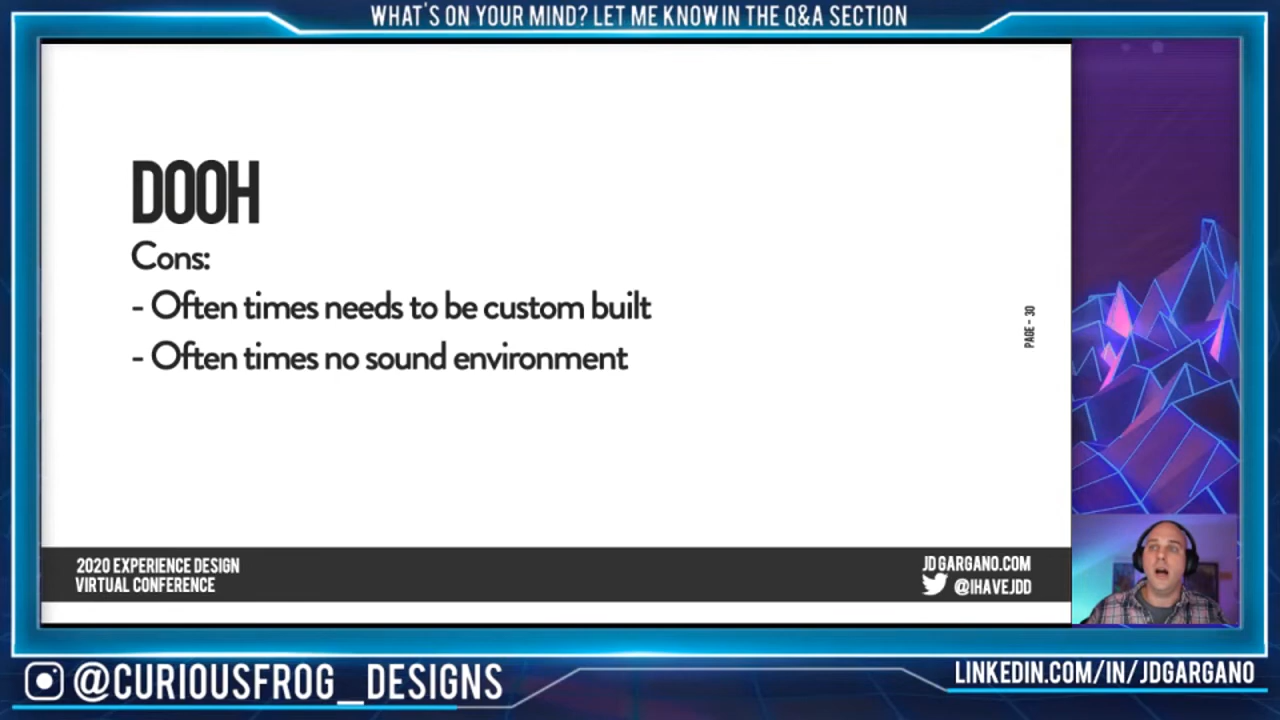 WHAT'S ON YOUR MIND? LET ME KNOW IN THE Q&A SECTION
DOOH
Cons:
- Often times needs to be custom built
- Often times no sound environment
PAGE - 30
2020 EXPERIENCE DESIGN
VIRTUAL CONFERENCE
JDGARGANO.COM
@IHAVEJDD
@CURIOUSFROG_DESIGNS
LINKEDIN.COM/IN/JDGARGANO